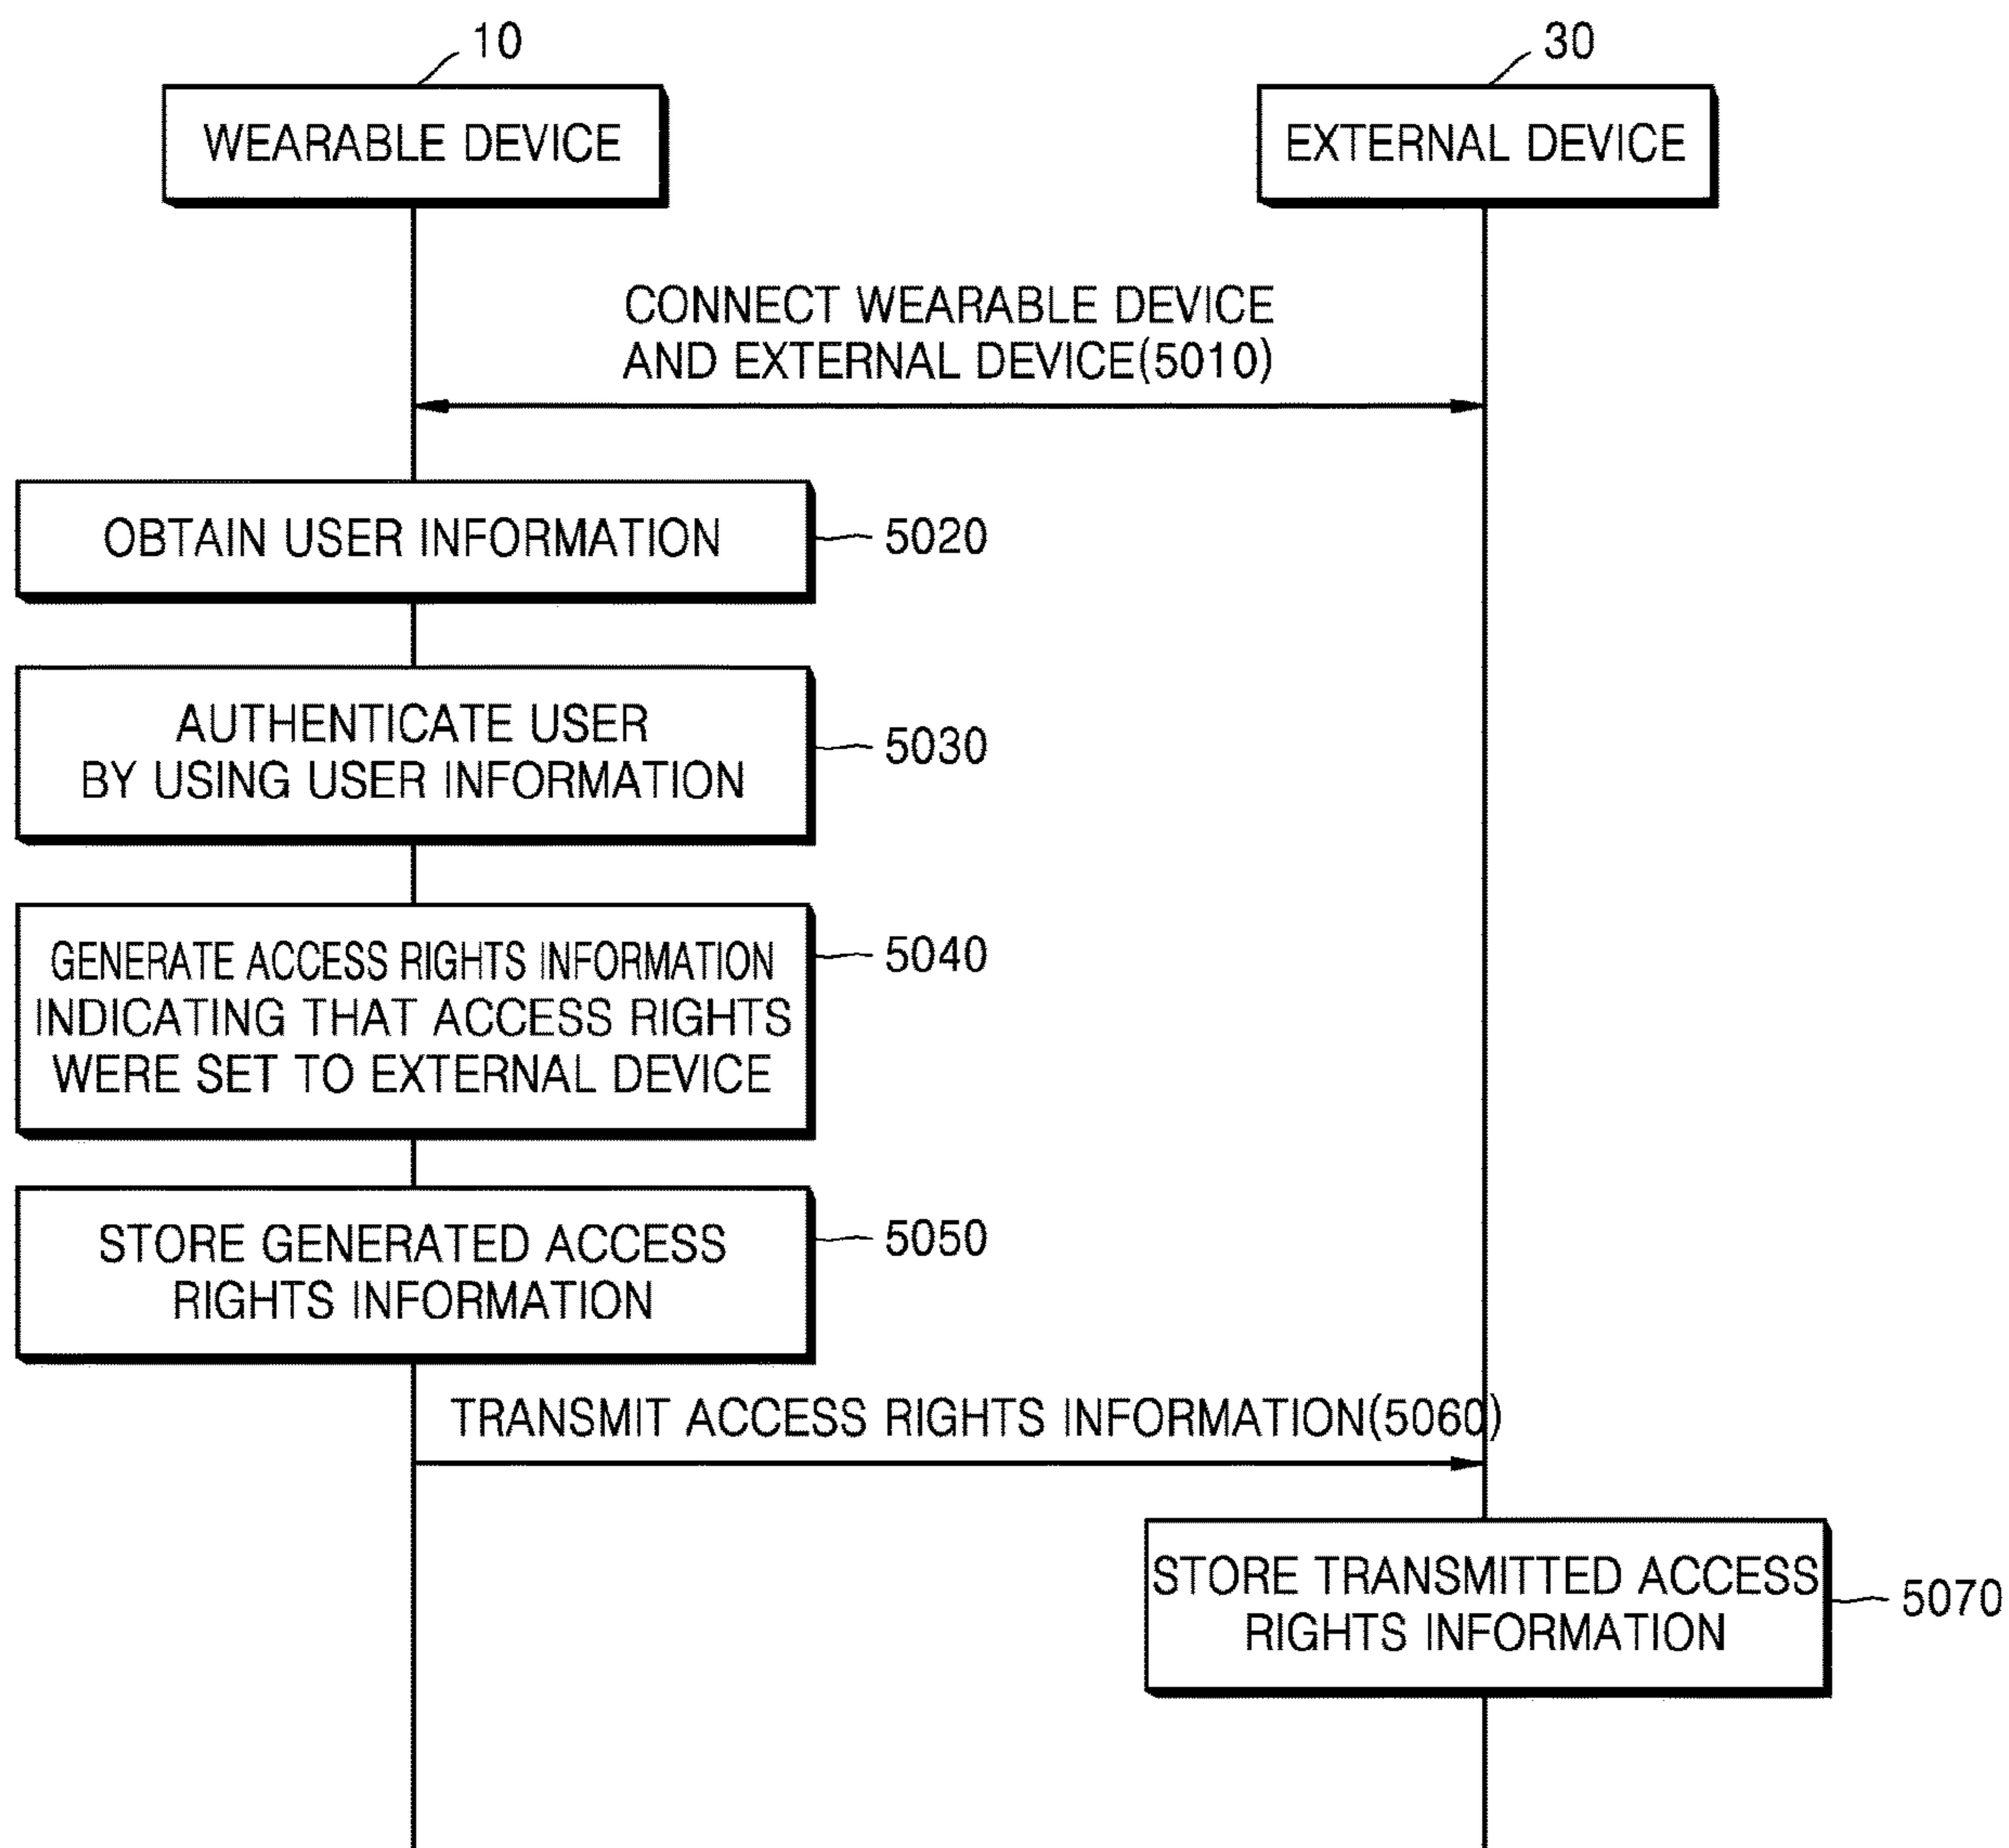 10
30
WEARABLE DEVICE
EXTERNAL DEVICE
CONNECT WEARABLE DEVICE
AND EXTERNAL DEVICE(5010)
OBTAIN USER INFORMATION
5020
AUTHENTICATE USER
BY USING USER INFORMATION
5030
GENERATE ACCESS RIGHTS INFORMATION
INDICATING THAT ACCESS RIGHTS
WERE SET TO EXTERNAL DEVICE
5040
STORE GENERATED ACCESS
RIGHTS INFORMATION
5050
TRANSMIT ACCESS RIGHTS INFORMATION(5060)
STORE TRANSMITTED ACCESS
RIGHTS INFORMATION
5070